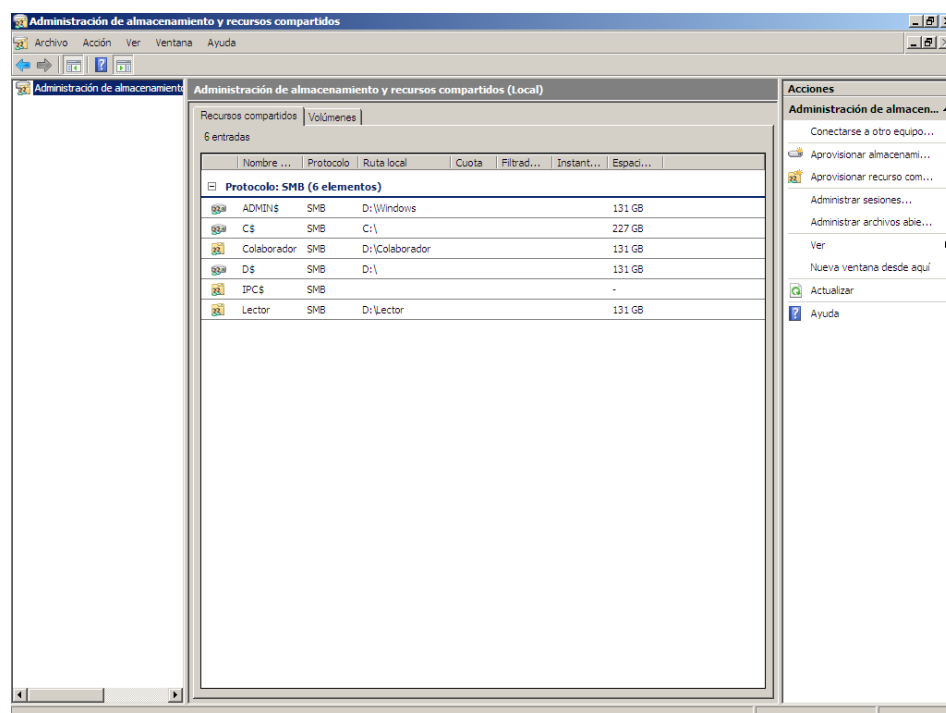 Administración de almacenamiento y recursos compartidos
Archivo Acción Ver Ventana Ayuda
Administración de almacenamiento
Administración de almacenamiento y recursos compartidos (Local)
Recursos compartidos Volúmenes
6 entradas
Nombre ... Protocolo Ruta local Cuota Filtrad... Instant... Espaci...
Protocolo: SMB (6 elementos)
ADMIN$ SMB D:\Windows 131 GB
C$ SMB C:\ 227 GB
Colaborador SMB D:\Colaborador 131 GB
D$ SMB D:\ 131 GB
IPC$ SMB -
Lector SMB D:\Lector 131 GB
Acciones
Administración de almacen...
Conectarse a otro equipo...
Aprovisionar almacenami...
Aprovisionar recurso com...
Administrar sesiones...
Administrar archivos abie...
Ver
Nueva ventana desde aquí
Actualizar
Ayuda